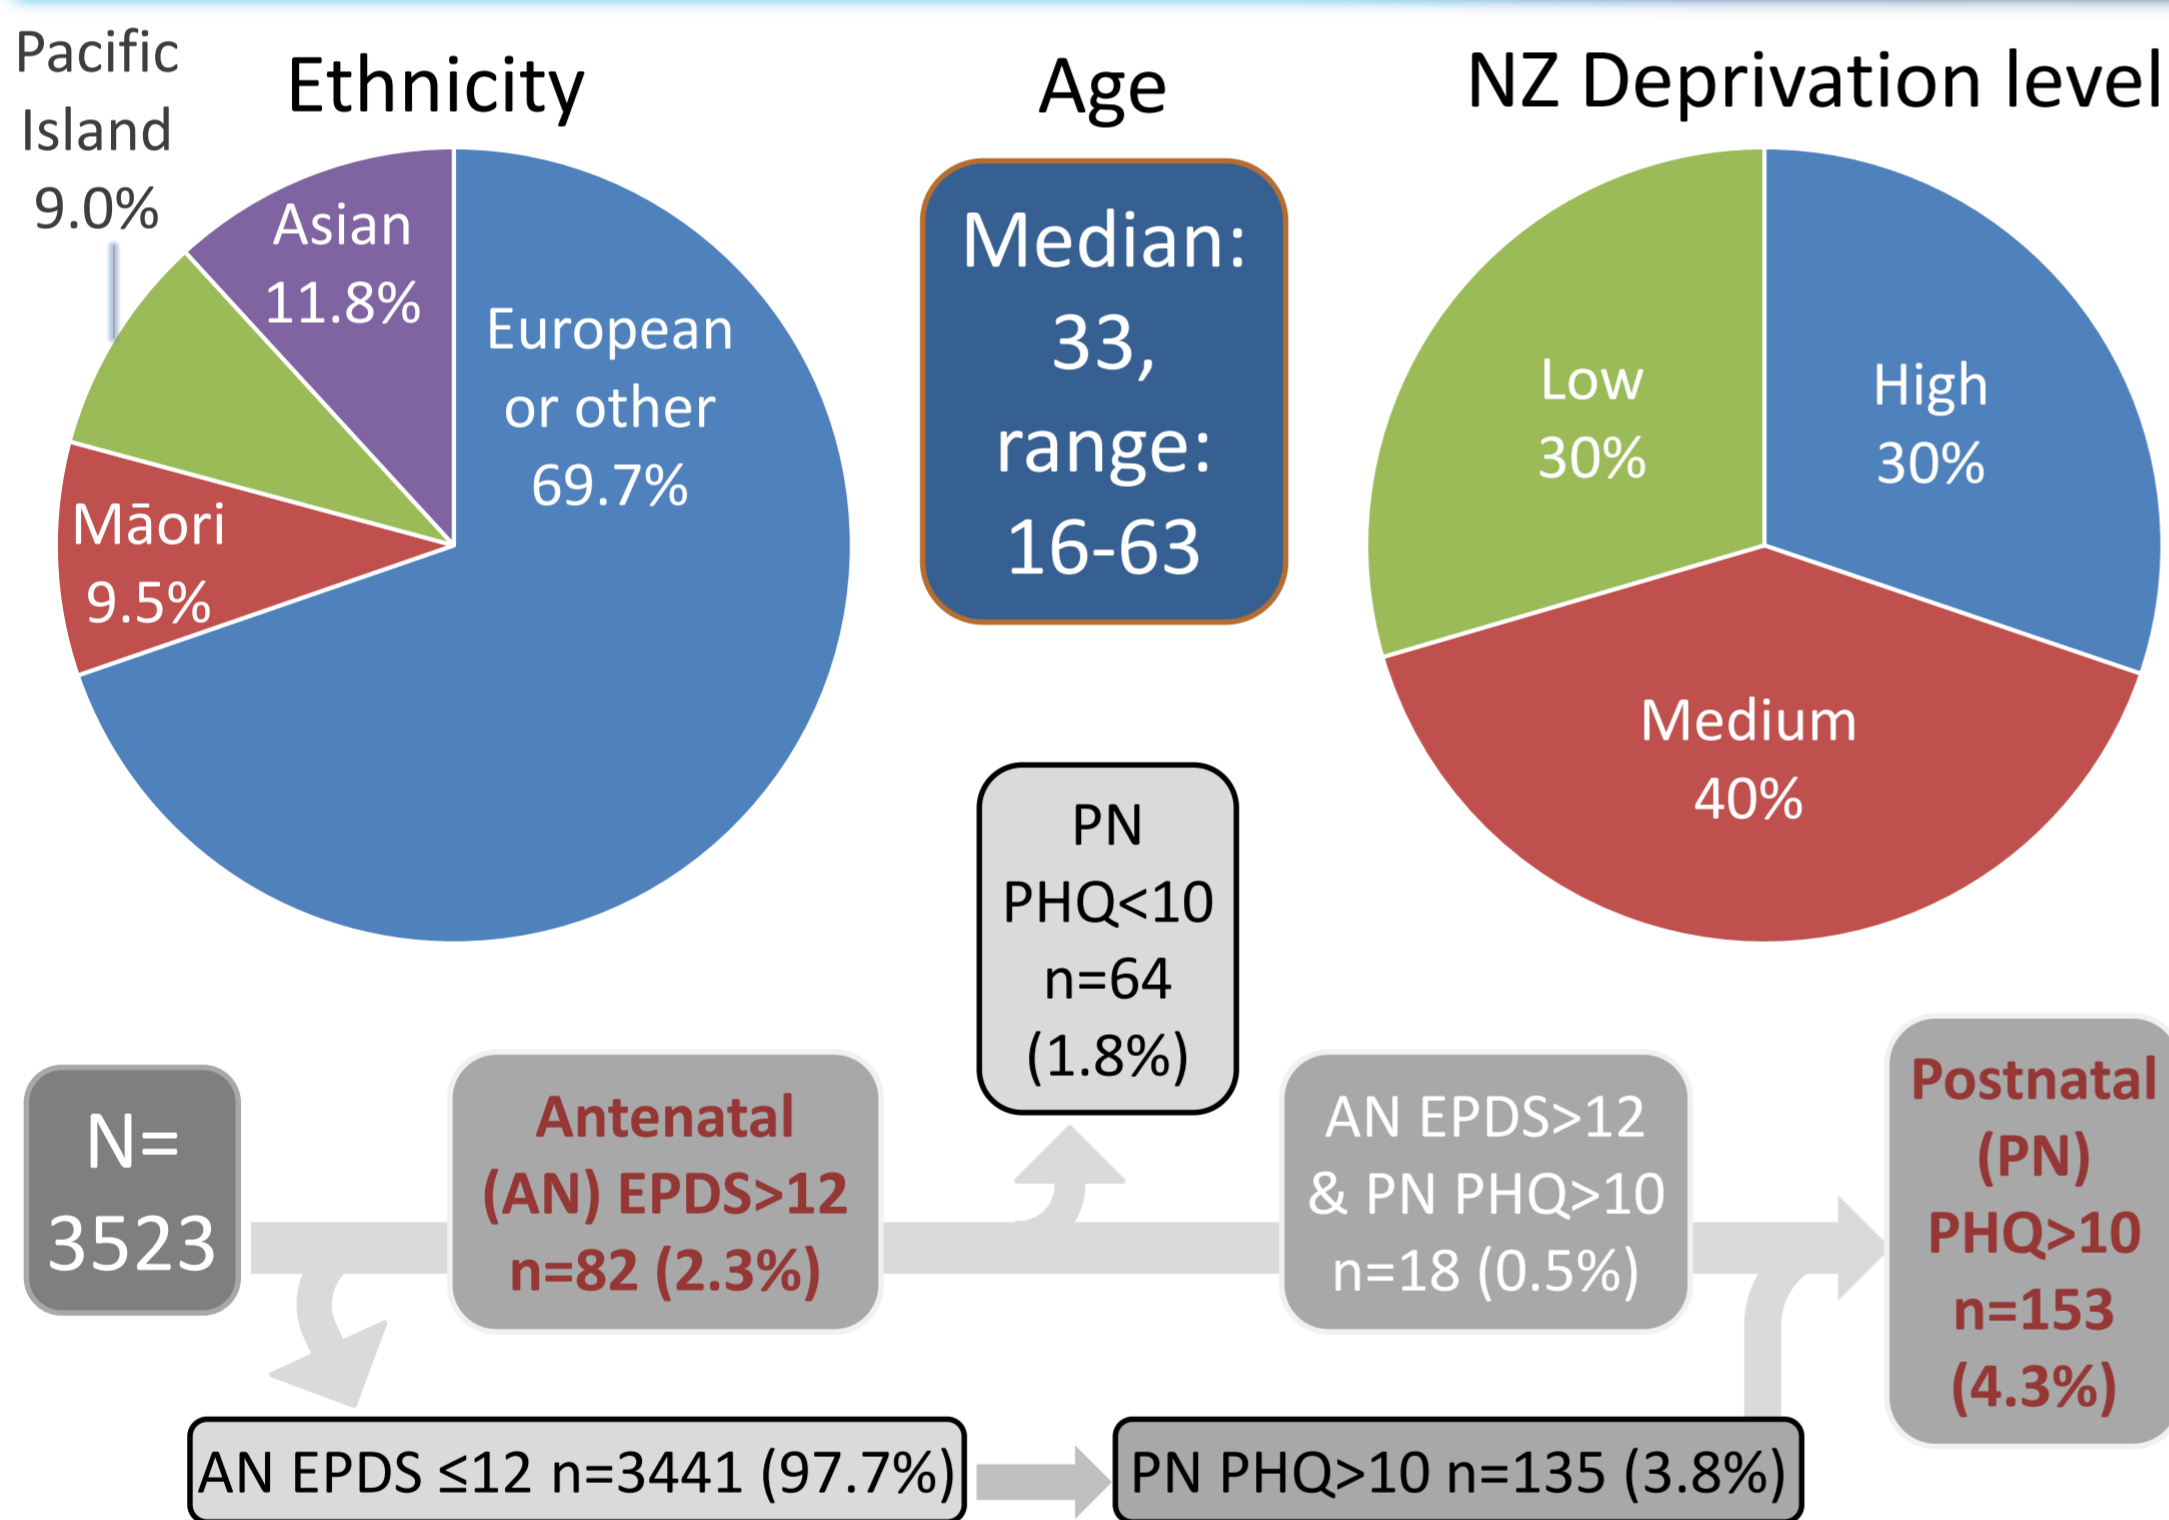 Pacific
Island
9.0%
Ethnicity
Asian
11.8%
European
or other
69.7%
Māori
9.5%
Age
Median:
33,
range:
16-63
NZ Deprivation level
Low
30%
High
30%
Medium
40%
PN
PHQ<10
n=64
(1.8%)
N=
3523
Antenatal
(AN) EPDS>12
n=82 (2.3%)
AN EPDS>12
& PN PHQ>10
n=18 (0.5%)
Postnatal
(PN)
PHQ>10
n=153
(4.3%)
AN EPDS ≤12 n=3441 (97.7%)
PN PHQ>10 n=135 (3.8%)